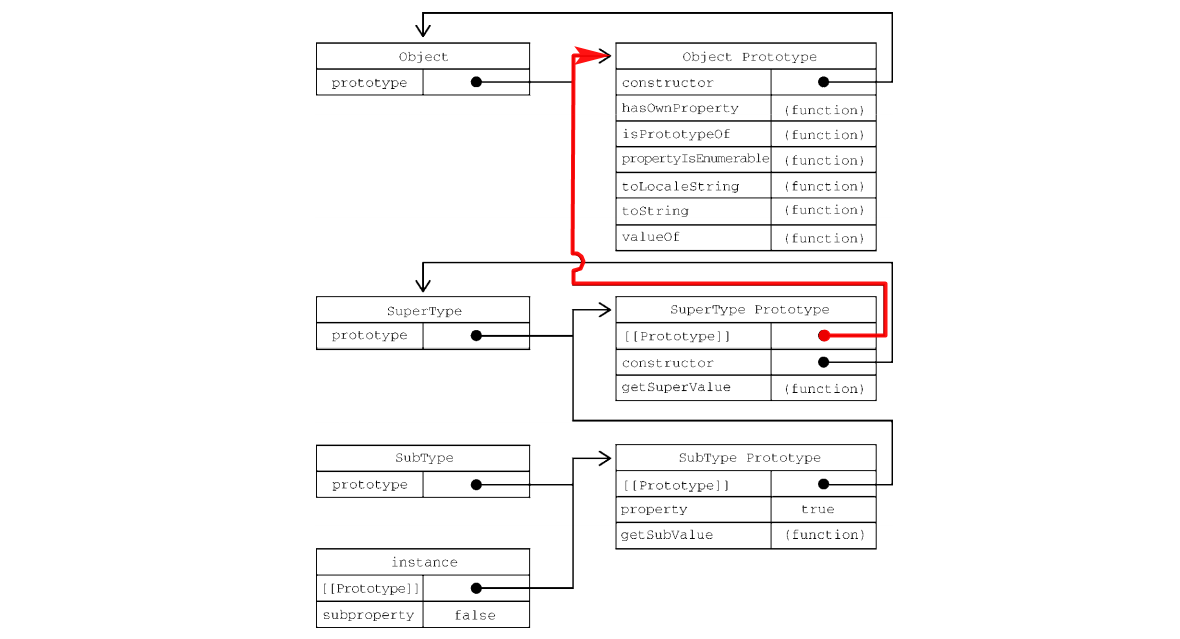 Object
prototype
Object Prototype
constructor
hasOwnProperty (function)
isPrototypeOf (function)
propertyIsEnumerable (function)
toLocaleString (function)
toString (function)
valueOf (function)
SuperType
prototype
SuperType Prototype
[[Prototype]]
constructor
getSuperValue (function)
SubType
prototype
SubType Prototype
[[Prototype]]
property true
getSubValue (function)
instance
[[Prototype]]
subproperty false